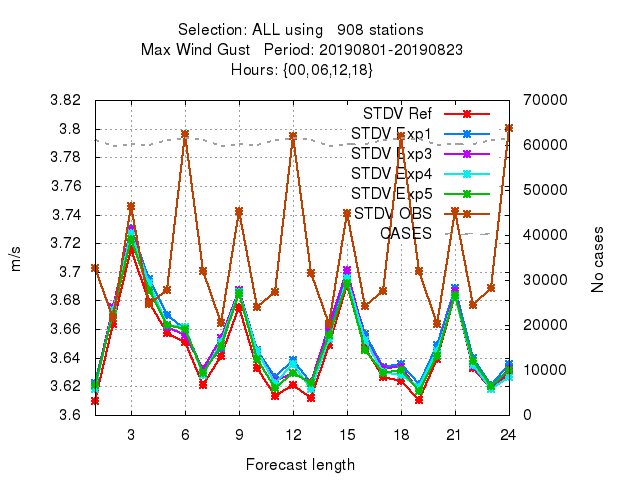 Selection: ALL using   908 stations
Max Wind Gust   Period: 20190801-20190823
Hours: {00,06,12,18}
STDV Ref
STDV Exp1
STDV Exp3
STDV Exp4
STDV Exp5
STDV OBS
CASES
3.82
3.8
3.78
3.76
3.74
3.72
3.7
3.68
3.66
3.64
3.62
3.6
m/s
70000
60000
50000
40000
30000
20000
10000
0
No cases
3 6 9 12 15 18 21 24
Forecast length